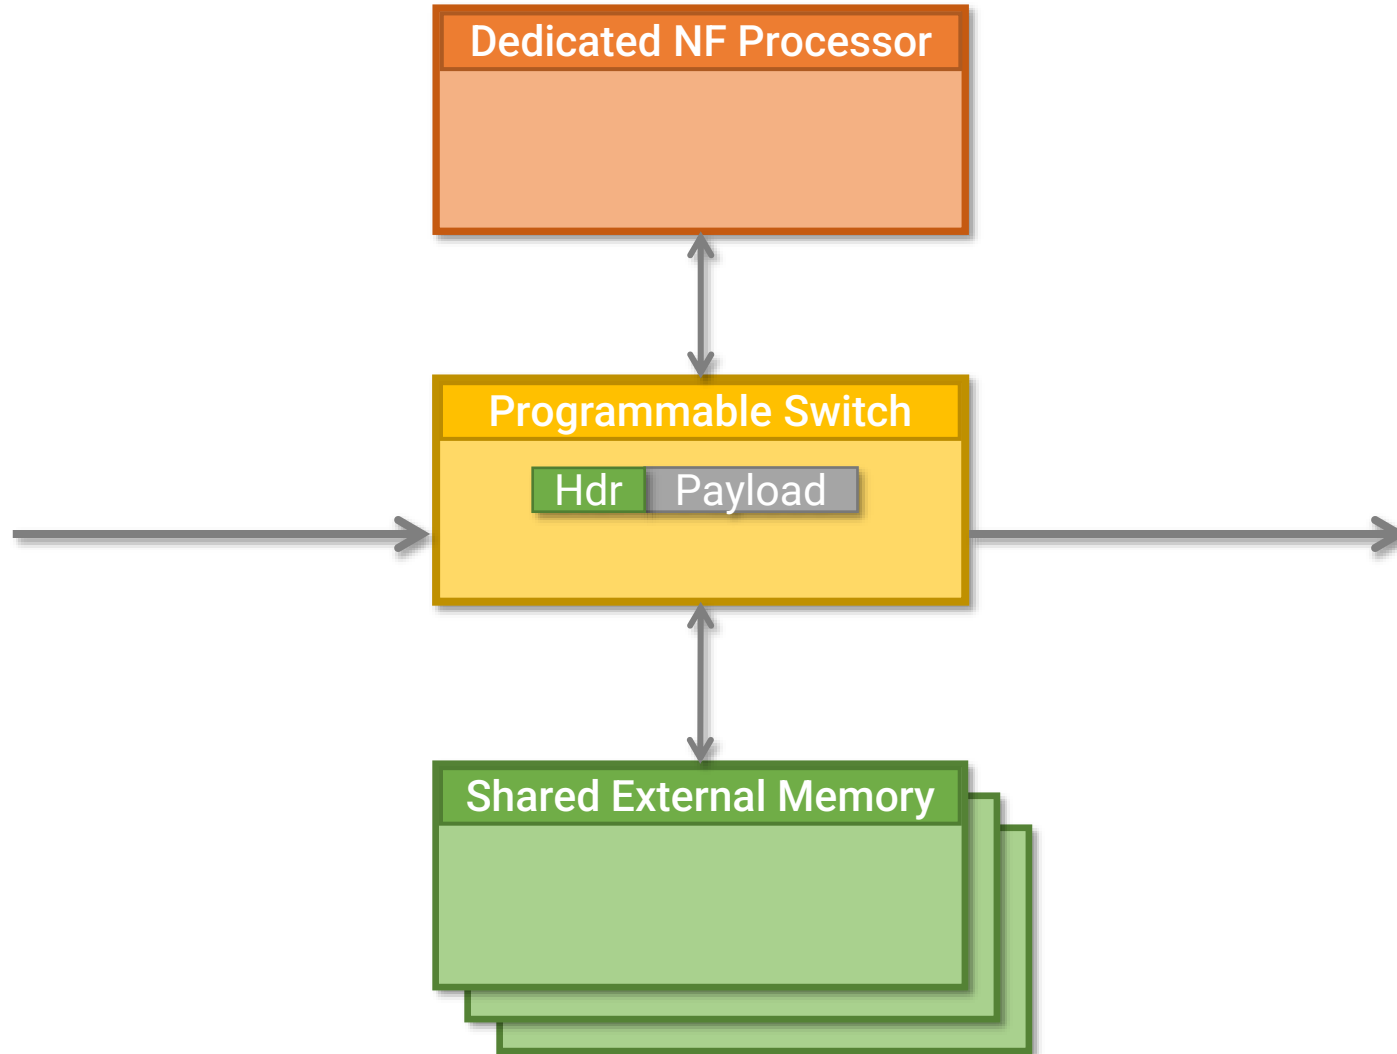 Dedicated NF Processor
Programmable Switch
Hdr Payload
Shared External Memory